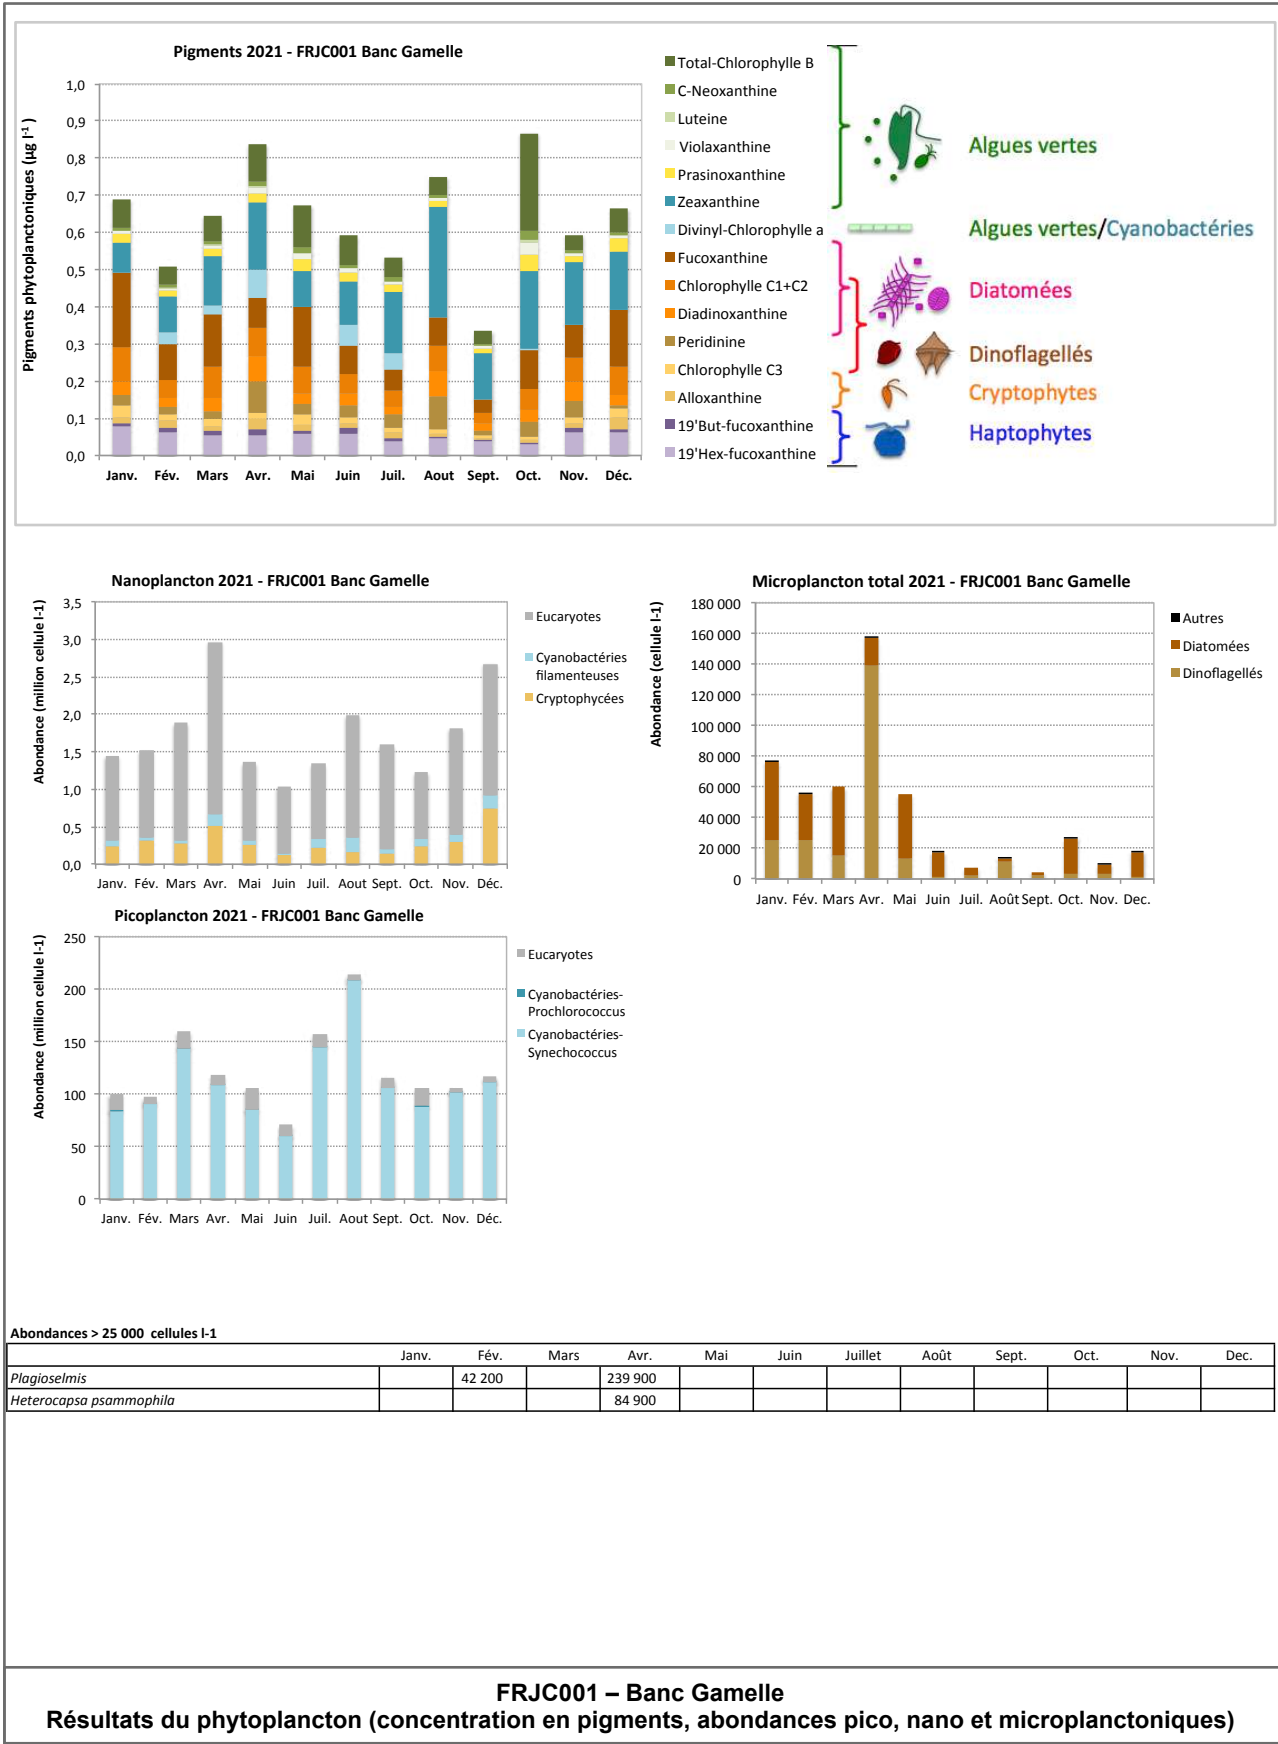 Pigments 2021 - FRJC001 Banc Gamelle
Pigments phytoplanctoniques (µg l-1)
1,0
0,9
0,8
0,7
0,6
0,5
0,4
0,3
0,2
0,1
0,0
Janv. Fév. Mars Avr. Mai Juin Juil. Aout Sept. Oct. Nov. Déc.
Total-Chlorophylle B
C-Neoxanthine
Luteine
Violaxanthine
Prasinoxanthine
Zeaxanthine
Divinyl-Chlorophylle a
Fucoxanthine
Chlorophylle C1+C2
Diadinoxanthine
Peridinine
Chlorophylle C3
Alloxanthine
19'But-fucoxanthine
19'Hex-fucoxanthine
Algues vertes
Algues vertes/Cyanobactéries
Diatomées
Dinoflagellés
Cryptophytes
Haptophytes
Nanoplancton 2021 - FRJC001 Banc Gamelle
Abondance (million cellule l-1)
3,5
3,0
2,5
2,0
1,5
1,0
0,5
0,0
Janv. Fév. Mars Avr. Mai Juin Juil. Aout Sept. Oct. Nov. Déc.
Eucaryotes
Cyanobactéries
filamenteuses
Cryptophycées
Microplancton total 2021 - FRJC001 Banc Gamelle
Abondance (cellule l-1)
180 000
160 000
140 000
120 000
100 000
80 000
60 000
40 000
20 000
0
Janv. Fév. Mars Avr. Mai Juin Juil. Août Sept. Oct. Nov. Dec.
Autres
Diatomées
Dinoflagellés
Picoplancton 2021 - FRJC001 Banc Gamelle
Abondance (million cellule l-1)
250
200
150
100
50
0
Janv. Fév. Mars Avr. Mai Juin Juil. Aout Sept. Oct. Nov. Déc.
Eucaryotes
Cyanobactéries-
Prochlorococcus
Cyanobactéries-
Synechococcus
Abondances > 25 000 cellules l-1
Janv. Fév. Mars Avr. Mai Juin Juillet Août Sept. Oct. Nov. Dec.
Plagioselmis 42 200 239 900
Heterocapsa psammophila 84 900
FRJC001 – Banc Gamelle
Résultats du phytoplancton (concentration en pigments, abondances pico, nano et microplanctoniques)